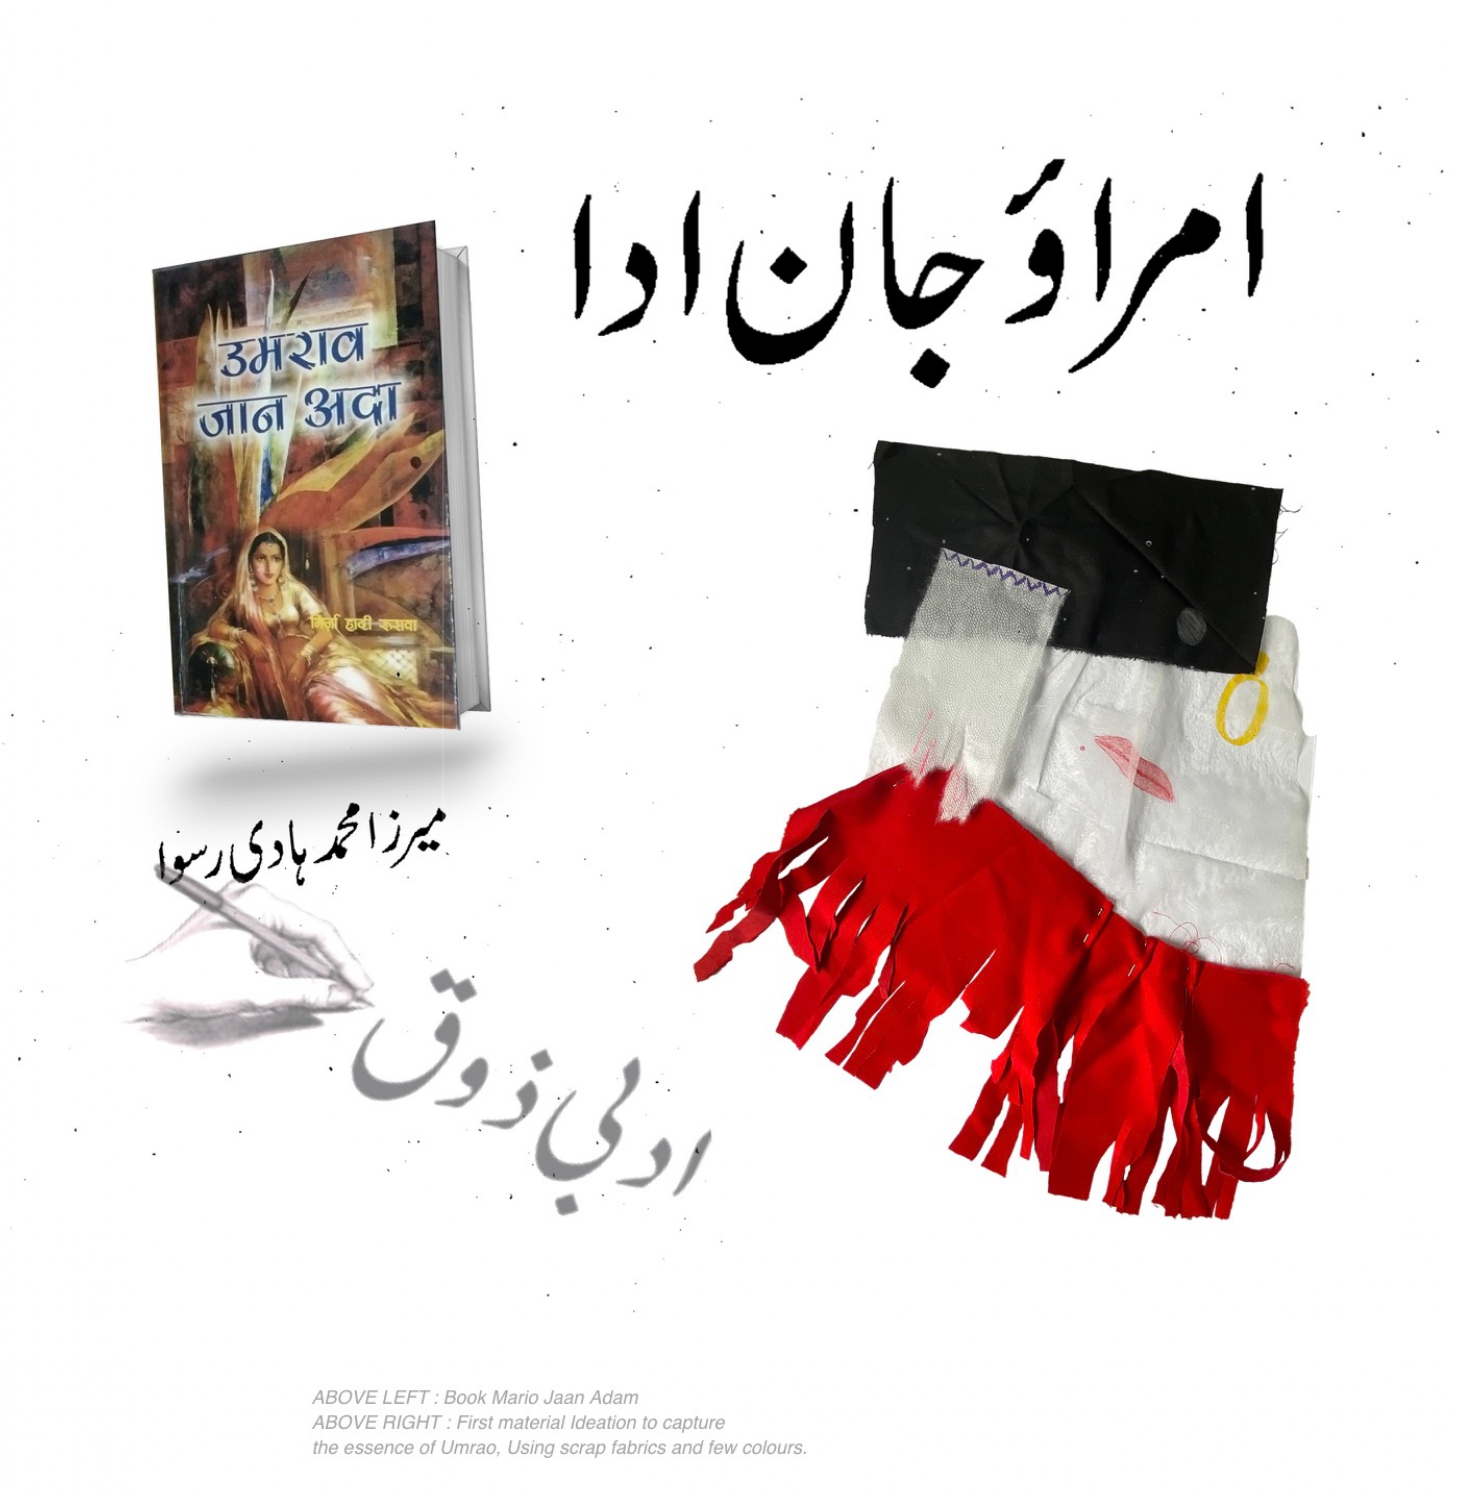 امراؤ جان ادا
उमराव
जान अदा
मिर्ज़ा हादी रुसवा
میرزا محمد ہادی رسوا
ادبی ذوق
ABOVE LEFT : Book Mario Jaan Adam
ABOVE RIGHT : First material Ideation to capture
the essence of Umrao, Using scrap fabrics and few colours.